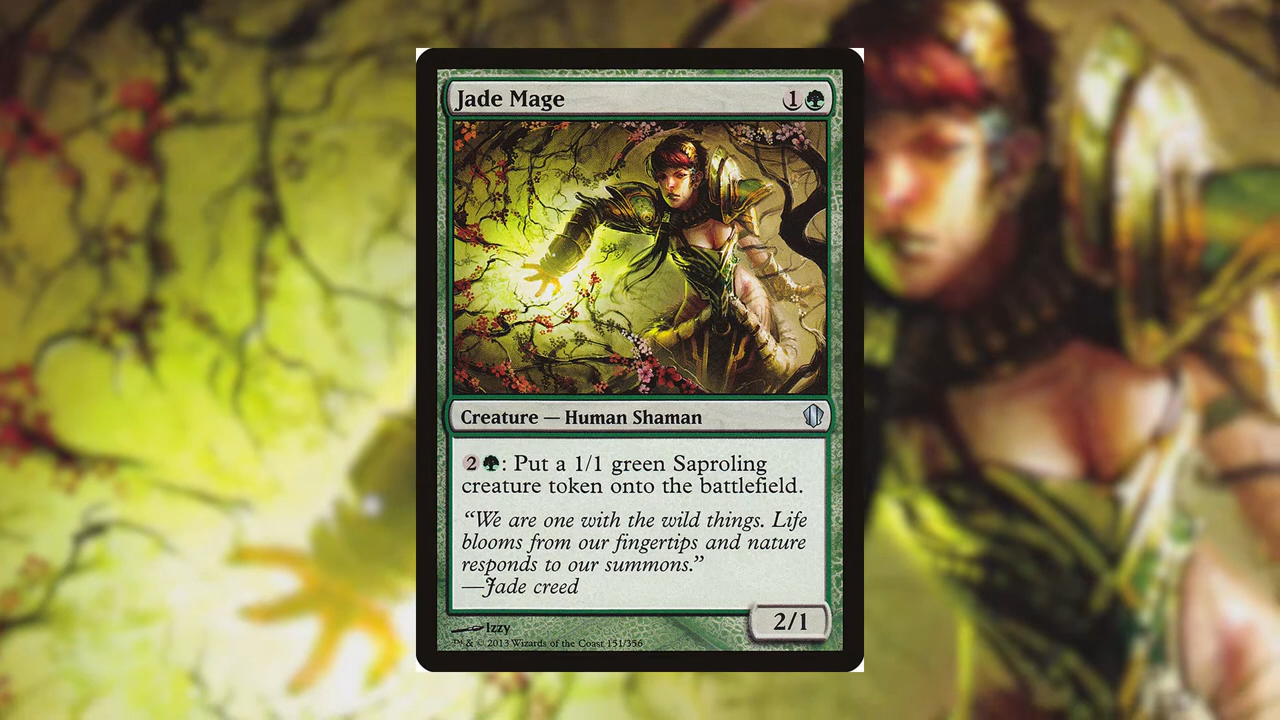 Jade Mage 1
Creature — Human Shaman
2: Put a 1/1 green Saproling
creature token onto the battlefield.
“We are one with the wild things. Life
blooms from our fingertips and nature
responds to our summons.”
—Jade creed
2/1
Izzy
™ & © 2013 Wizards of the Coast 151/356